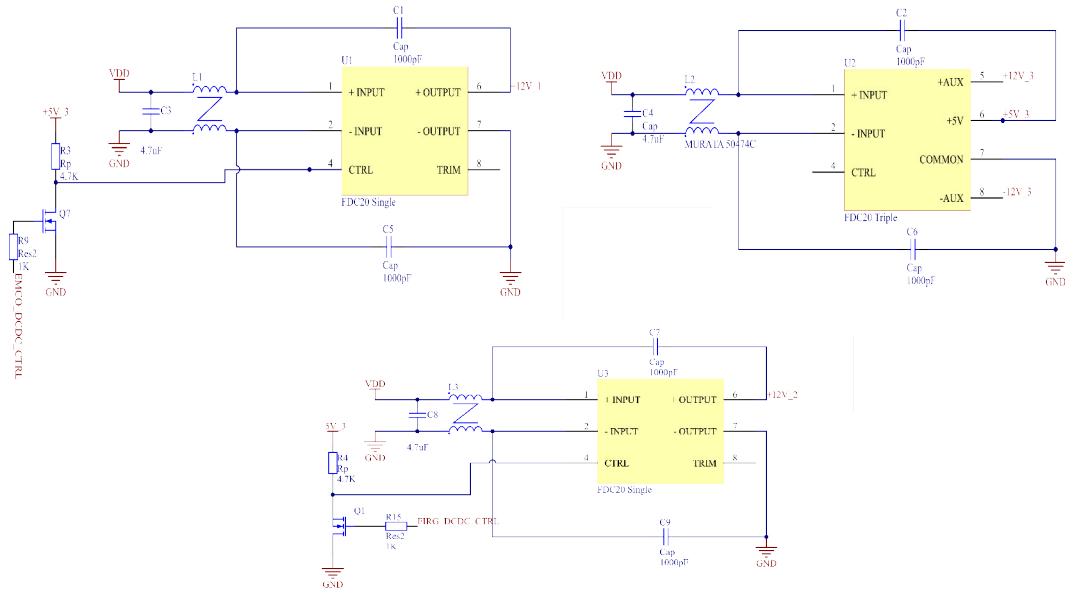 C1
Cap
1000pF
U1
VDD
L1
1
+ INPUT
+ OUTPUT
6
+12V_1
C3
2
- INPUT
- OUTPUT
7
4.7uF
GND
+5V_3
R3
Rp
4.7K
4
CTRL
TRIM
8
FDC20 Single
Q7
R9
Res2
1K
GND
EMCO_DCDC_CTRL
C5
Cap
1000pF
GND
C2
Cap
1000pF
U2
VDD
L2
1
+ INPUT
+AUX
5
+12V_3
C4
Cap
4.7uF
+5V
6
+5V_3
2
- INPUT
MURATA 50474C
GND
COMMON
7
4
CTRL
-AUX
8
-12V_3
FDC20 Triple
C6
Cap
1000pF
GND
C7
Cap
1000pF
U3
VDD
L3
1
+ INPUT
+ OUTPUT
6
+12V_2
C8
2
- INPUT
- OUTPUT
7
4.7uF
GND
5V_3
R4
Rp
4.7K
4
CTRL
TRIM
8
FDC20 Single
Q1
R15
Res2
1K
GND
C9
Cap
1000pF
GND